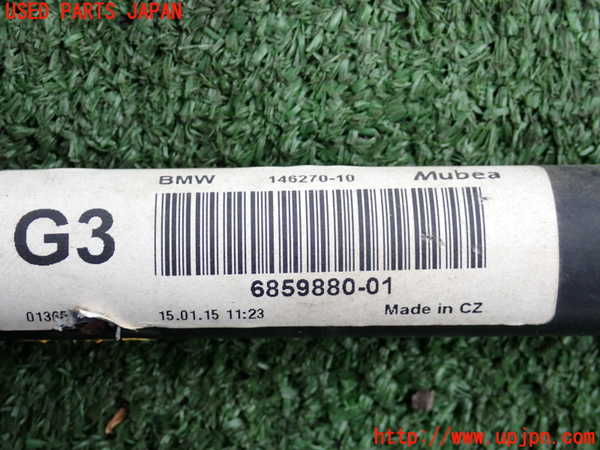 USED PARTS JAPAN
BMW 146270-10 Mubea
G3
6859880-01
15.01.15 11:23 Made in CZ
http://www.upjpn.com/